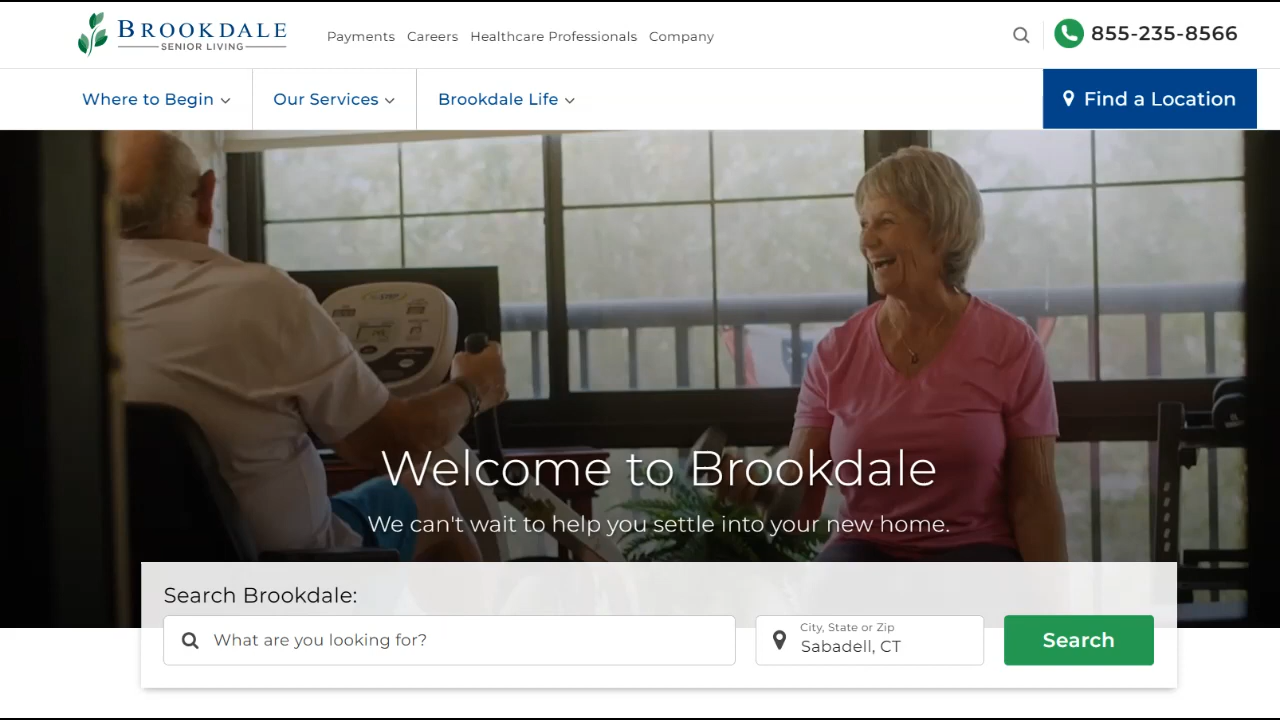 BROOKDALE
SENIOR LIVING
Payments Careers Healthcare Professionals Company
855-235-8566
Where to Begin
Our Services
Brookdale Life
Find a Location
Welcome to Brookdale
We can't wait to help you settle into your new home.
Search Brookdale:
What are you looking for?
City, State or Zip
Sabadell, CT
Search